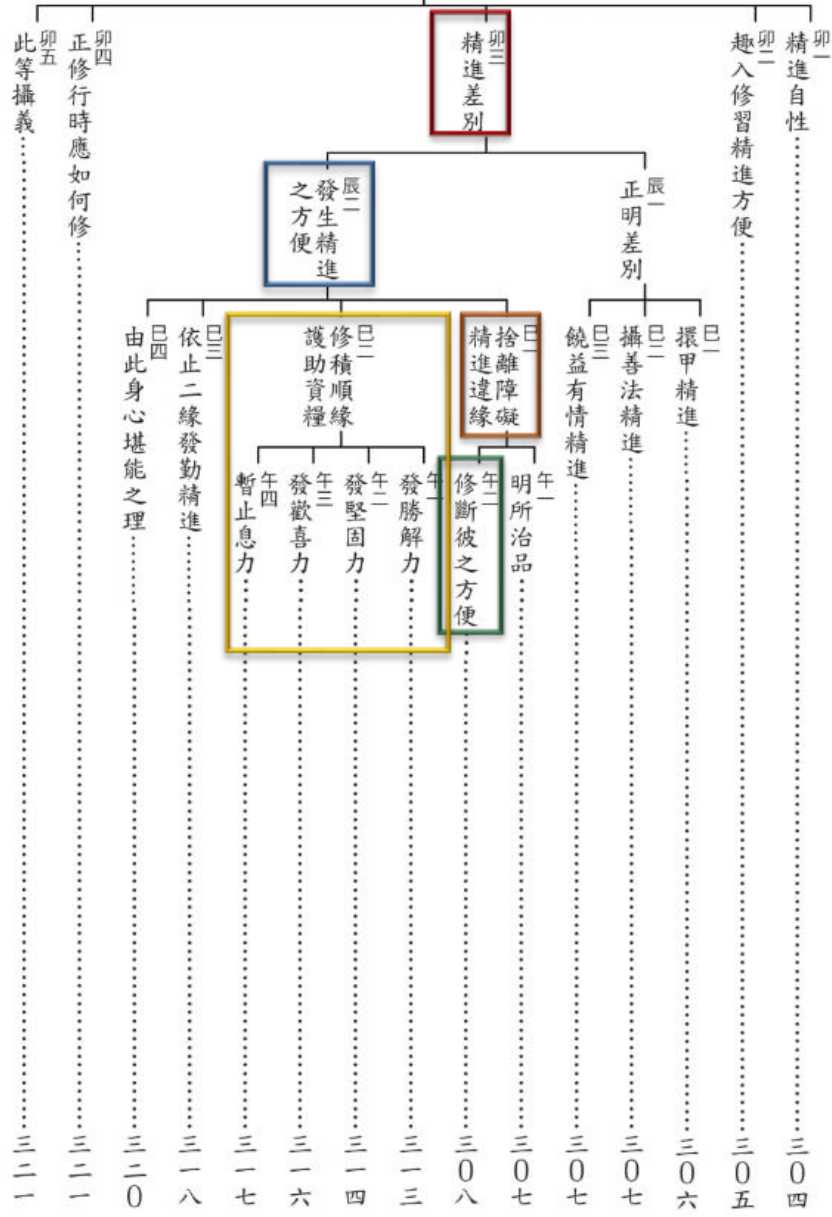 卯一
精進自性
三〇四
卯二
趣入修習精進方便
三〇五
卯三
精進差別
辰一
正明差別
巳一
擐甲精進
三〇六
巳二
攝善法精進
三〇七
巳三
饒益有情精進
三〇七
辰二
發生精進
之方便
巳一
捨離障礙
精進違緣
午一
明所治品
三〇七
午二
修斷彼之方便
三〇八
巳二
修積順緣
護助資糧
午一
發勝解力
三一三
午二
發堅固力
三一四
午三
發歡喜力
三一六
午四
暫止息力
三一七
巳三
依止二緣發勤精進
三一八
巳四
由此身心堪能之理
三二〇
卯四
正修行時應如何修
三二一
卯五
此等攝義
三二一